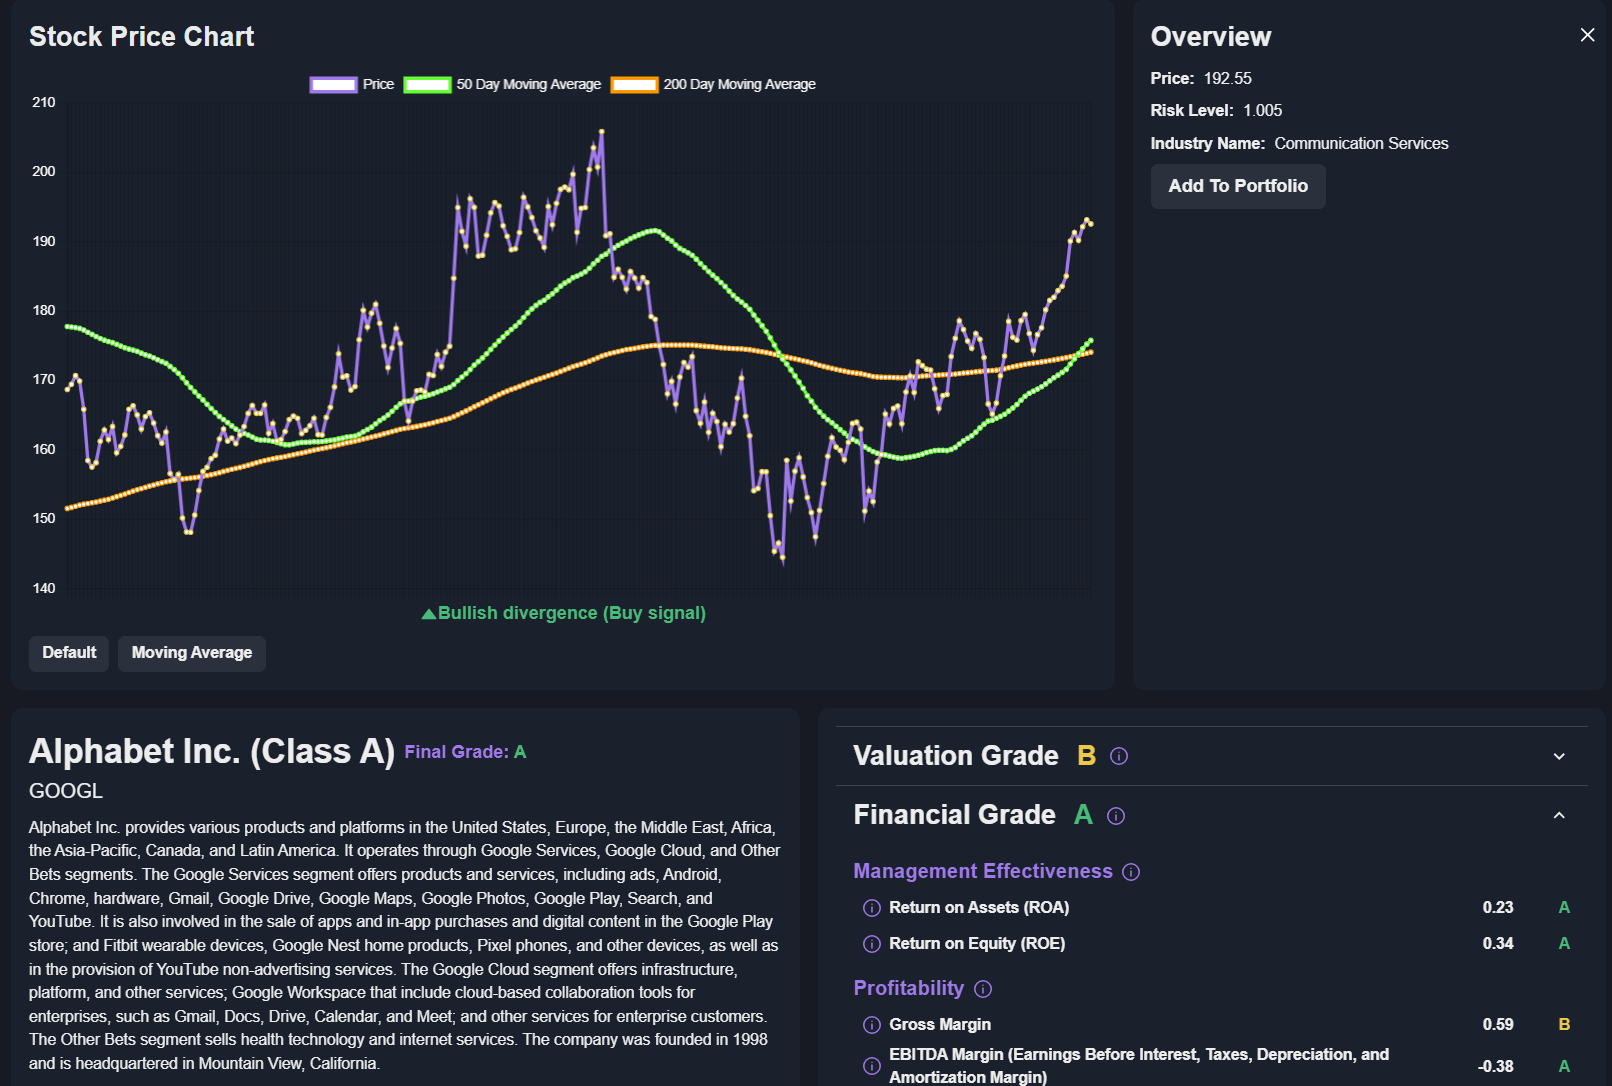 Stock Price Chart
Price
50 Day Moving Average
200 Day Moving Average
210
200
190
180
170
160
150
140
▲Bullish divergence (Buy signal)
Default
Moving Average
Overview
Price: 192.55
Risk Level: 1.005
Industry Name: Communication Services
Add To Portfolio
Alphabet Inc. (Class A) Final Grade: A
GOOGL
Alphabet Inc. provides various products and platforms in the United States, Europe, the Middle East, Africa,
the Asia-Pacific, Canada, and Latin America. It operates through Google Services, Google Cloud, and Other
Bets segments. The Google Services segment offers products and services, including ads, Android,
Chrome, hardware, Gmail, Google Drive, Google Maps, Google Photos, Google Play, Search, and
YouTube. It is also involved in the sale of apps and in-app purchases and digital content in the Google Play
store; and Fitbit wearable devices, Google Nest home products, Pixel phones, and other devices, as well as
in the provision of YouTube non-advertising services. The Google Cloud segment offers infrastructure,
platform, and other services; Google Workspace that include cloud-based collaboration tools for
enterprises, such as Gmail, Docs, Drive, Calendar, and Meet; and other services for enterprise customers.
The Other Bets segment sells health technology and internet services. The company was founded in 1998
and is headquartered in Mountain View, California.
Valuation Grade B
Financial Grade A
Management Effectiveness
Return on Assets (ROA) 0.23 A
Return on Equity (ROE) 0.34 A
Profitability
Gross Margin 0.59 B
EBITDA Margin (Earnings Before Interest, Taxes, Depreciation, and
Amortization Margin) -0.38 A